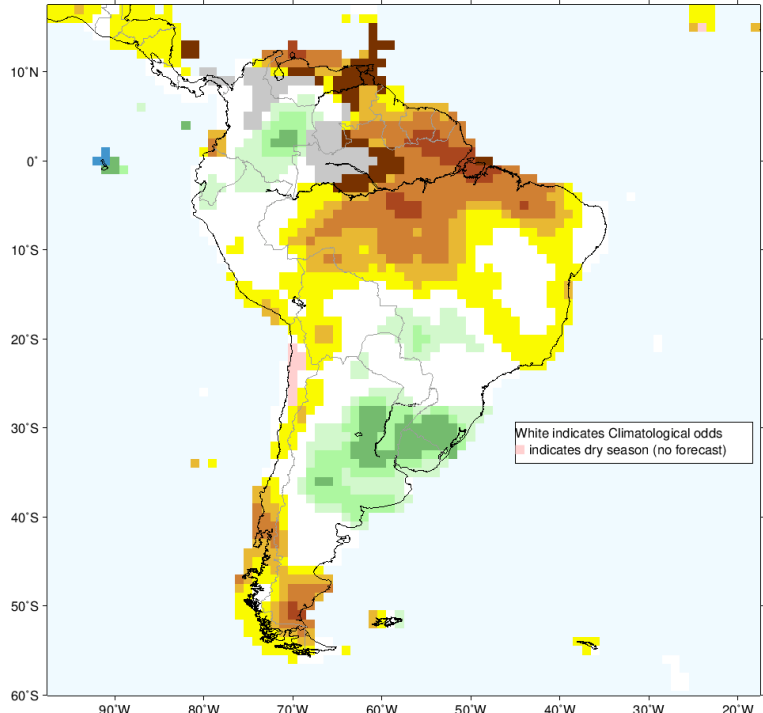 10˚N
0˚
10˚S
20˚S
30˚S
White indicates Climatological odds
indicates dry season (no forecast)
40˚S
50˚S
60˚S
90˚W 80˚W 70˚W 60˚W 50˚W 40˚W 30˚W 20˚W